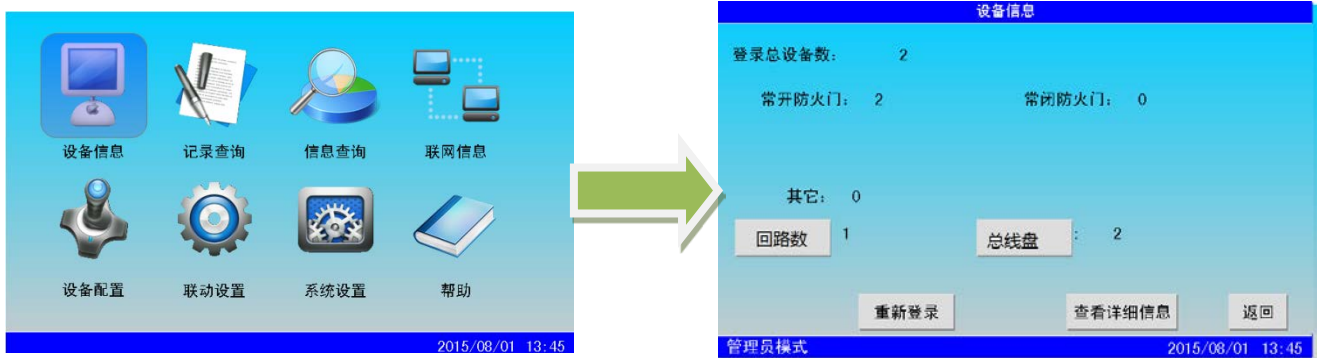 设备信息 记录查询 信息查询 联网信息
设备配置 联动设置 系统设置 帮助
2015/08/01 13:45
设备信息
登录总设备数: 2
常开防火门: 2 常闭防火门: 0
其它: 0
回路数 1 总线盘 : 2
重新登录 查看详细信息 返回
管理员模式 2015/08/01 13:45